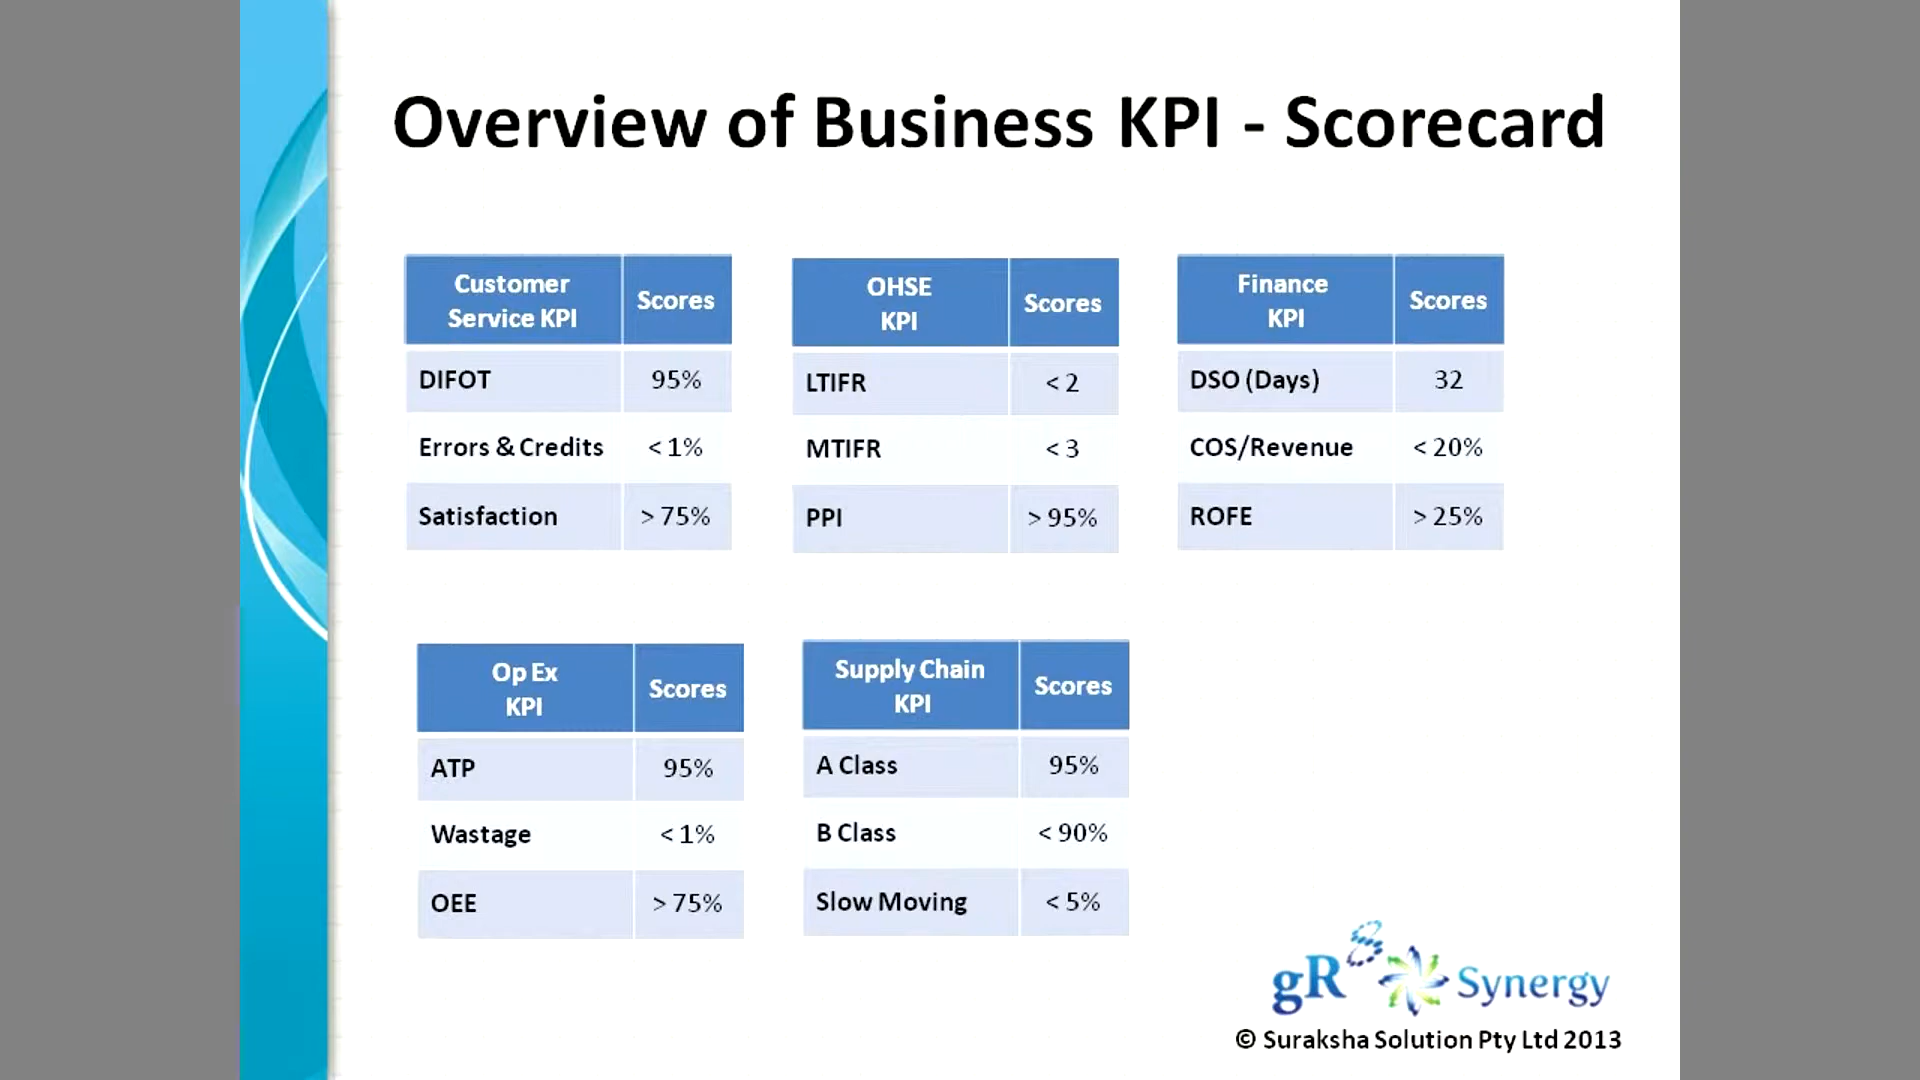 Overview of Business KPI - Scorecard
Customer Service KPI Scores
DIFOT 95%
Errors & Credits < 1%
Satisfaction > 75%
OHSE KPI Scores
LTIFR < 2
MTIFR < 3
PPI > 95%
Finance KPI Scores
DSO (Days) 32
COS/Revenue < 20%
ROFE > 25%
Op Ex KPI Scores
ATP 95%
Wastage < 1%
OEE > 75%
Supply Chain KPI Scores
A Class 95%
B Class < 90%
Slow Moving < 5%
gR8 Synergy
© Suraksha Solution Pty Ltd 2013